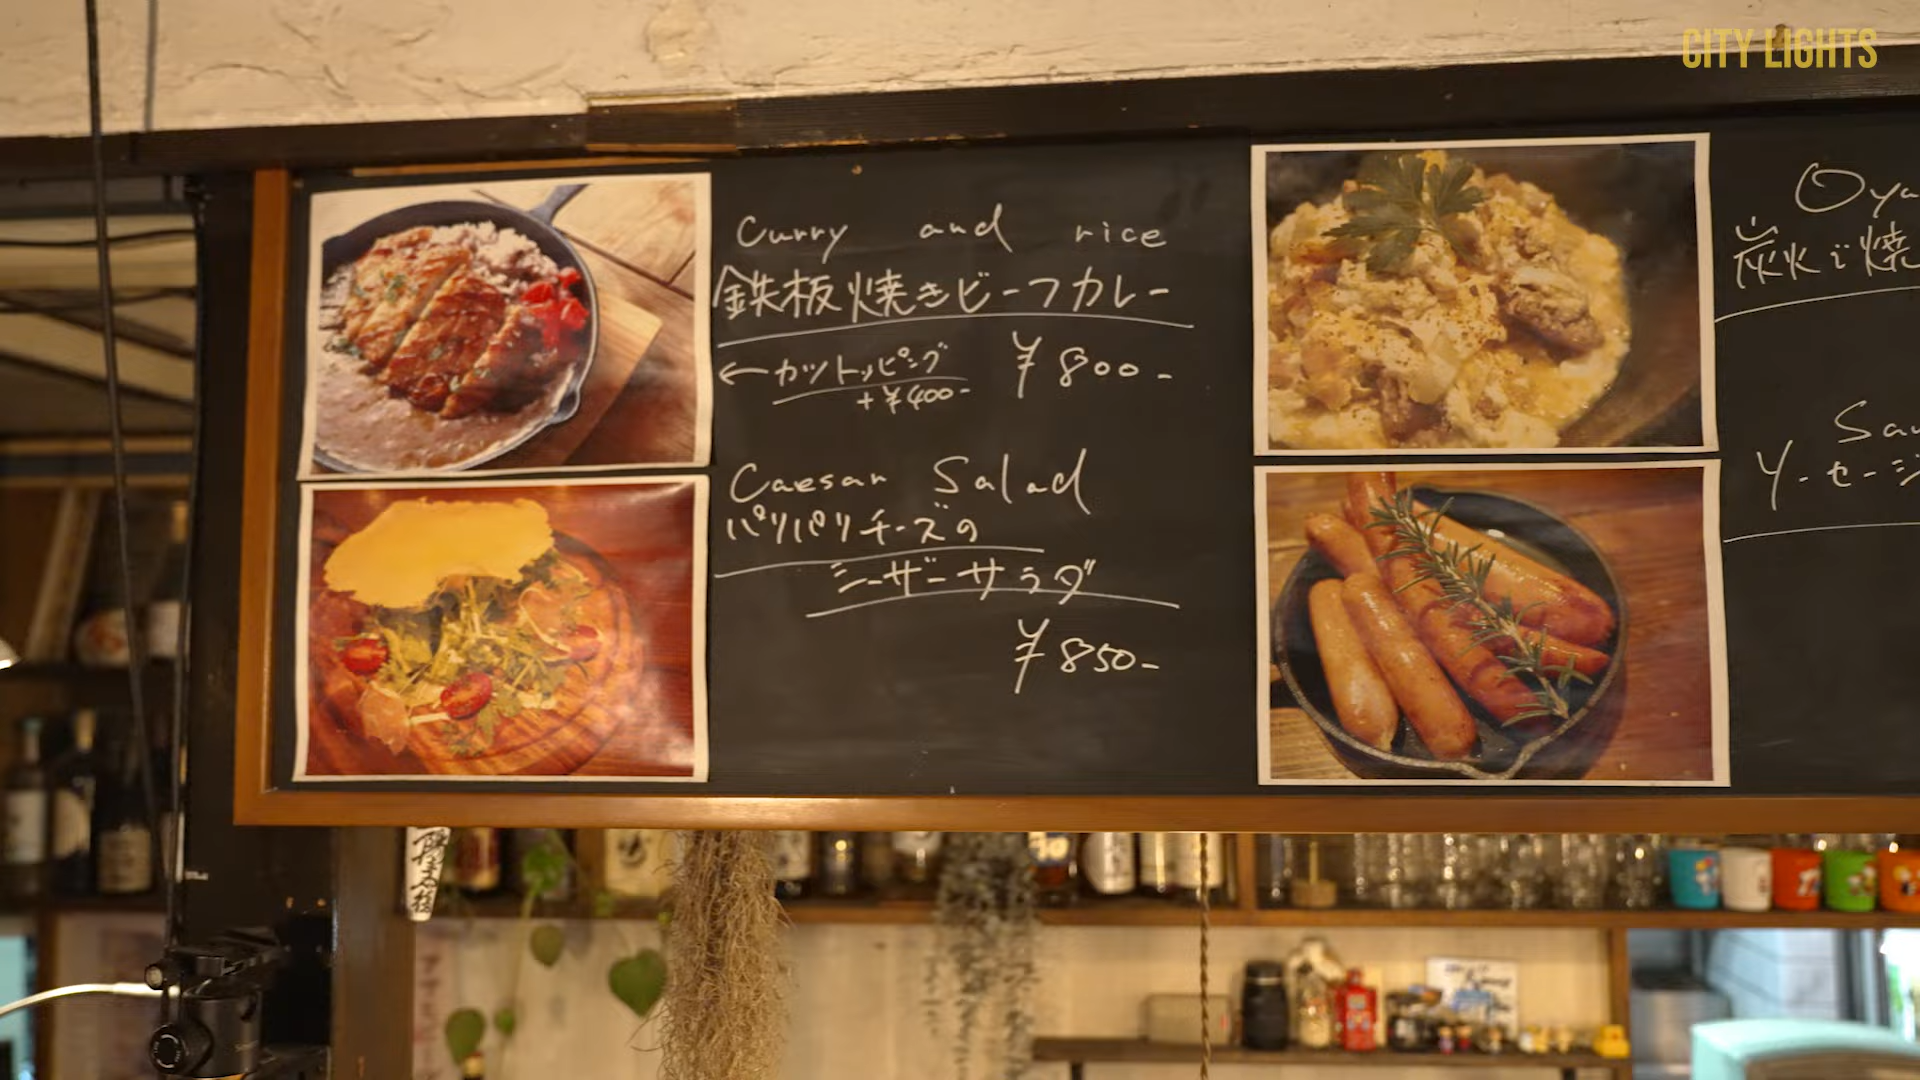 CITY LIGHTS
Curry and rice
鉄板焼きビーフカレー
←カツトッピング
+¥400-
¥800-
Caesar Salad
パリパリチーズの
シーザーサラダ
¥850-
炭火で焼
ソーセージ